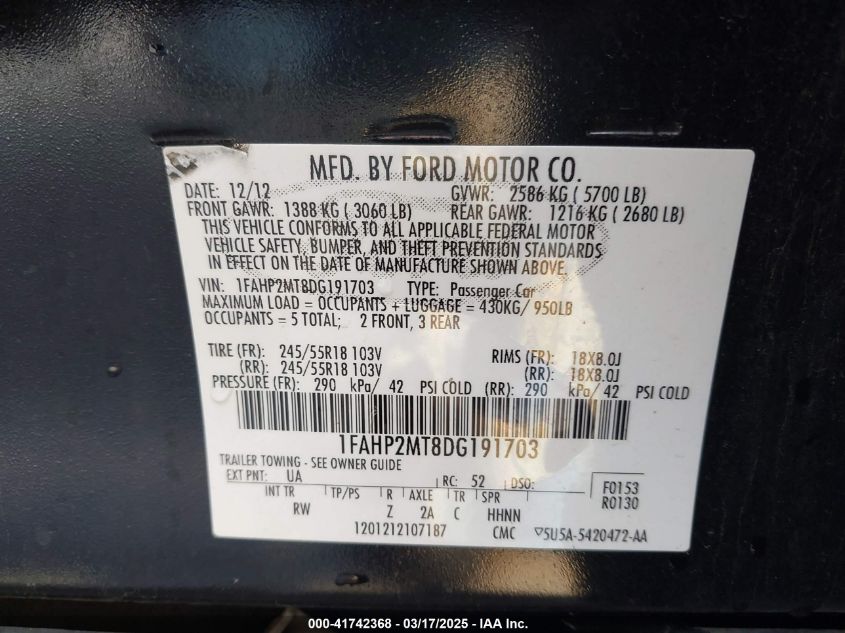 MFD. BY FORD MOTOR CO.
DATE: 12/12 GVWR: 2586 KG ( 5700 LB)
FRONT GAWR: 1388 KG ( 3060 LB) REAR GAWR: 1216 KG ( 2680 LB)
THIS VEHICLE CONFORMS TO ALL APPLICABLE FEDERAL MOTOR
VEHICLE SAFETY, BUMPER, AND THEFT PREVENTION STANDARDS
IN EFFECT ON THE DATE OF MANUFACTURE SHOWN ABOVE.
VIN: 1FAHP2MT8DG191703 TYPE: Passenger Car
MAXIMUM LOAD = OCCUPANTS + LUGGAGE = 430KG/ 950LB
OCCUPANTS = 5 TOTAL; 2 FRONT, 3 REAR
TIRE (FR): 245/55R18 103V RIMS (FR): 18X8.0J
(RR): 245/55R18 103V (RR): 18X8.0J
PRESSURE (FR): 290 kPa/ 42 PSI COLD (RR): 290 kPa/ 42 PSI COLD
1FAHP2MT8DG191703
TRAILER TOWING - SEE OWNER GUIDE
EXT PNT: UA RC: 52 DSO: F0153
R0130
INT TR TP/PS R AXLE TR SPR
RW Z 2A C HHNN
1201212107187 CMC 5U5A-5420472-AA
000-41742368 - 03/17/2025 - IAA Inc.